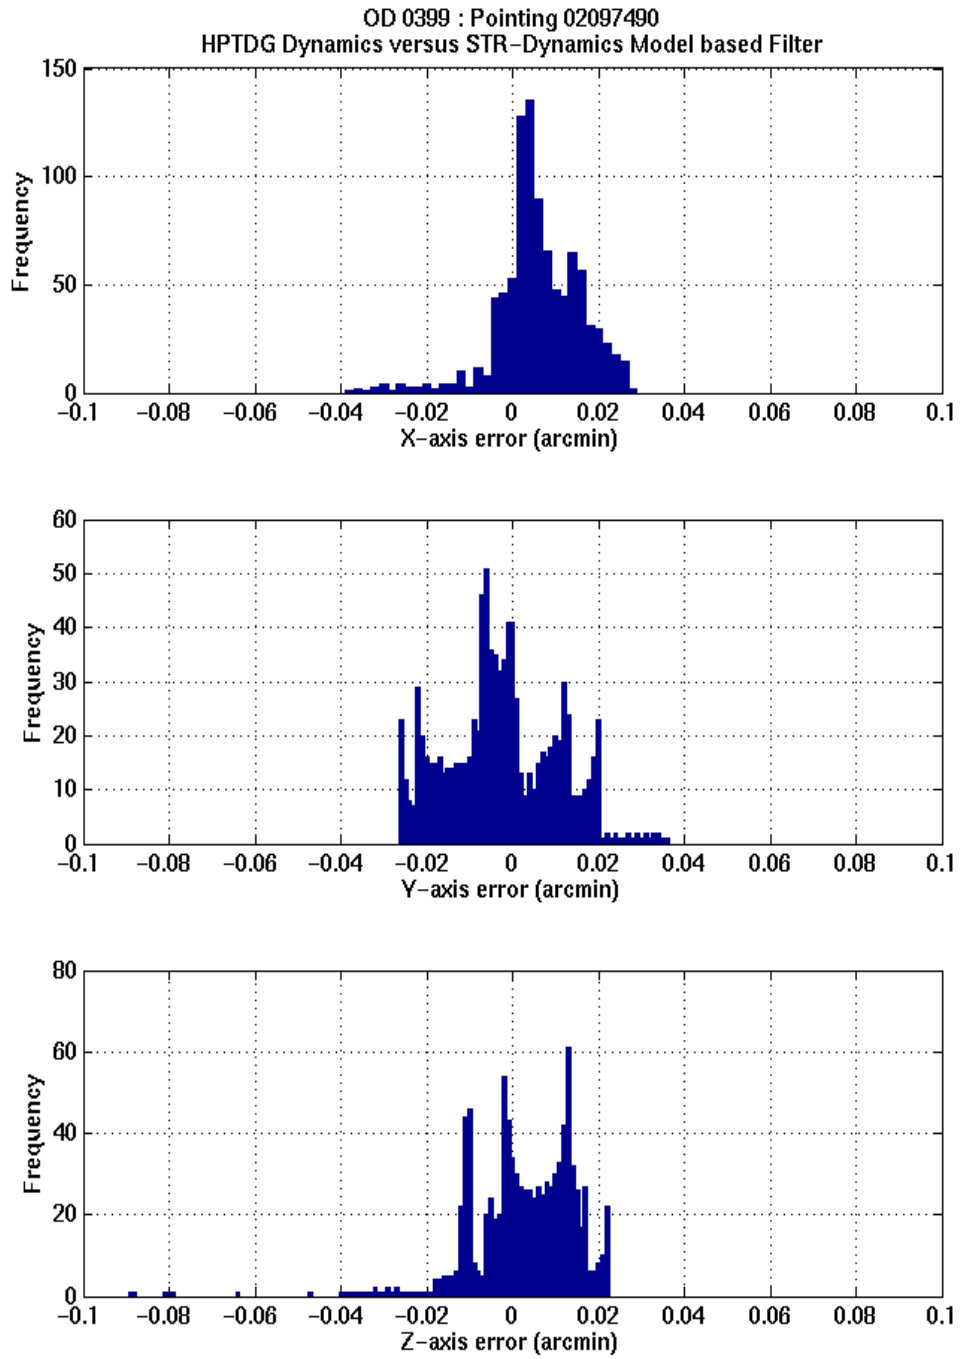 OD 0399 : Pointing 02097490
HPTDG Dynamics versus STR-Dynamics Model based Filter
150
100
50
0
Frequency
-0.1 -0.08 -0.06 -0.04 -0.02 0 0.02 0.04 0.06 0.08 0.1
X-axis error (arcmin)
60
50
40
30
20
10
0
Frequency
-0.1 -0.08 -0.06 -0.04 -0.02 0 0.02 0.04 0.06 0.08 0.1
Y-axis error (arcmin)
80
60
40
20
0
Frequency
-0.1 -0.08 -0.06 -0.04 -0.02 0 0.02 0.04 0.06 0.08 0.1
Z-axis error (arcmin)